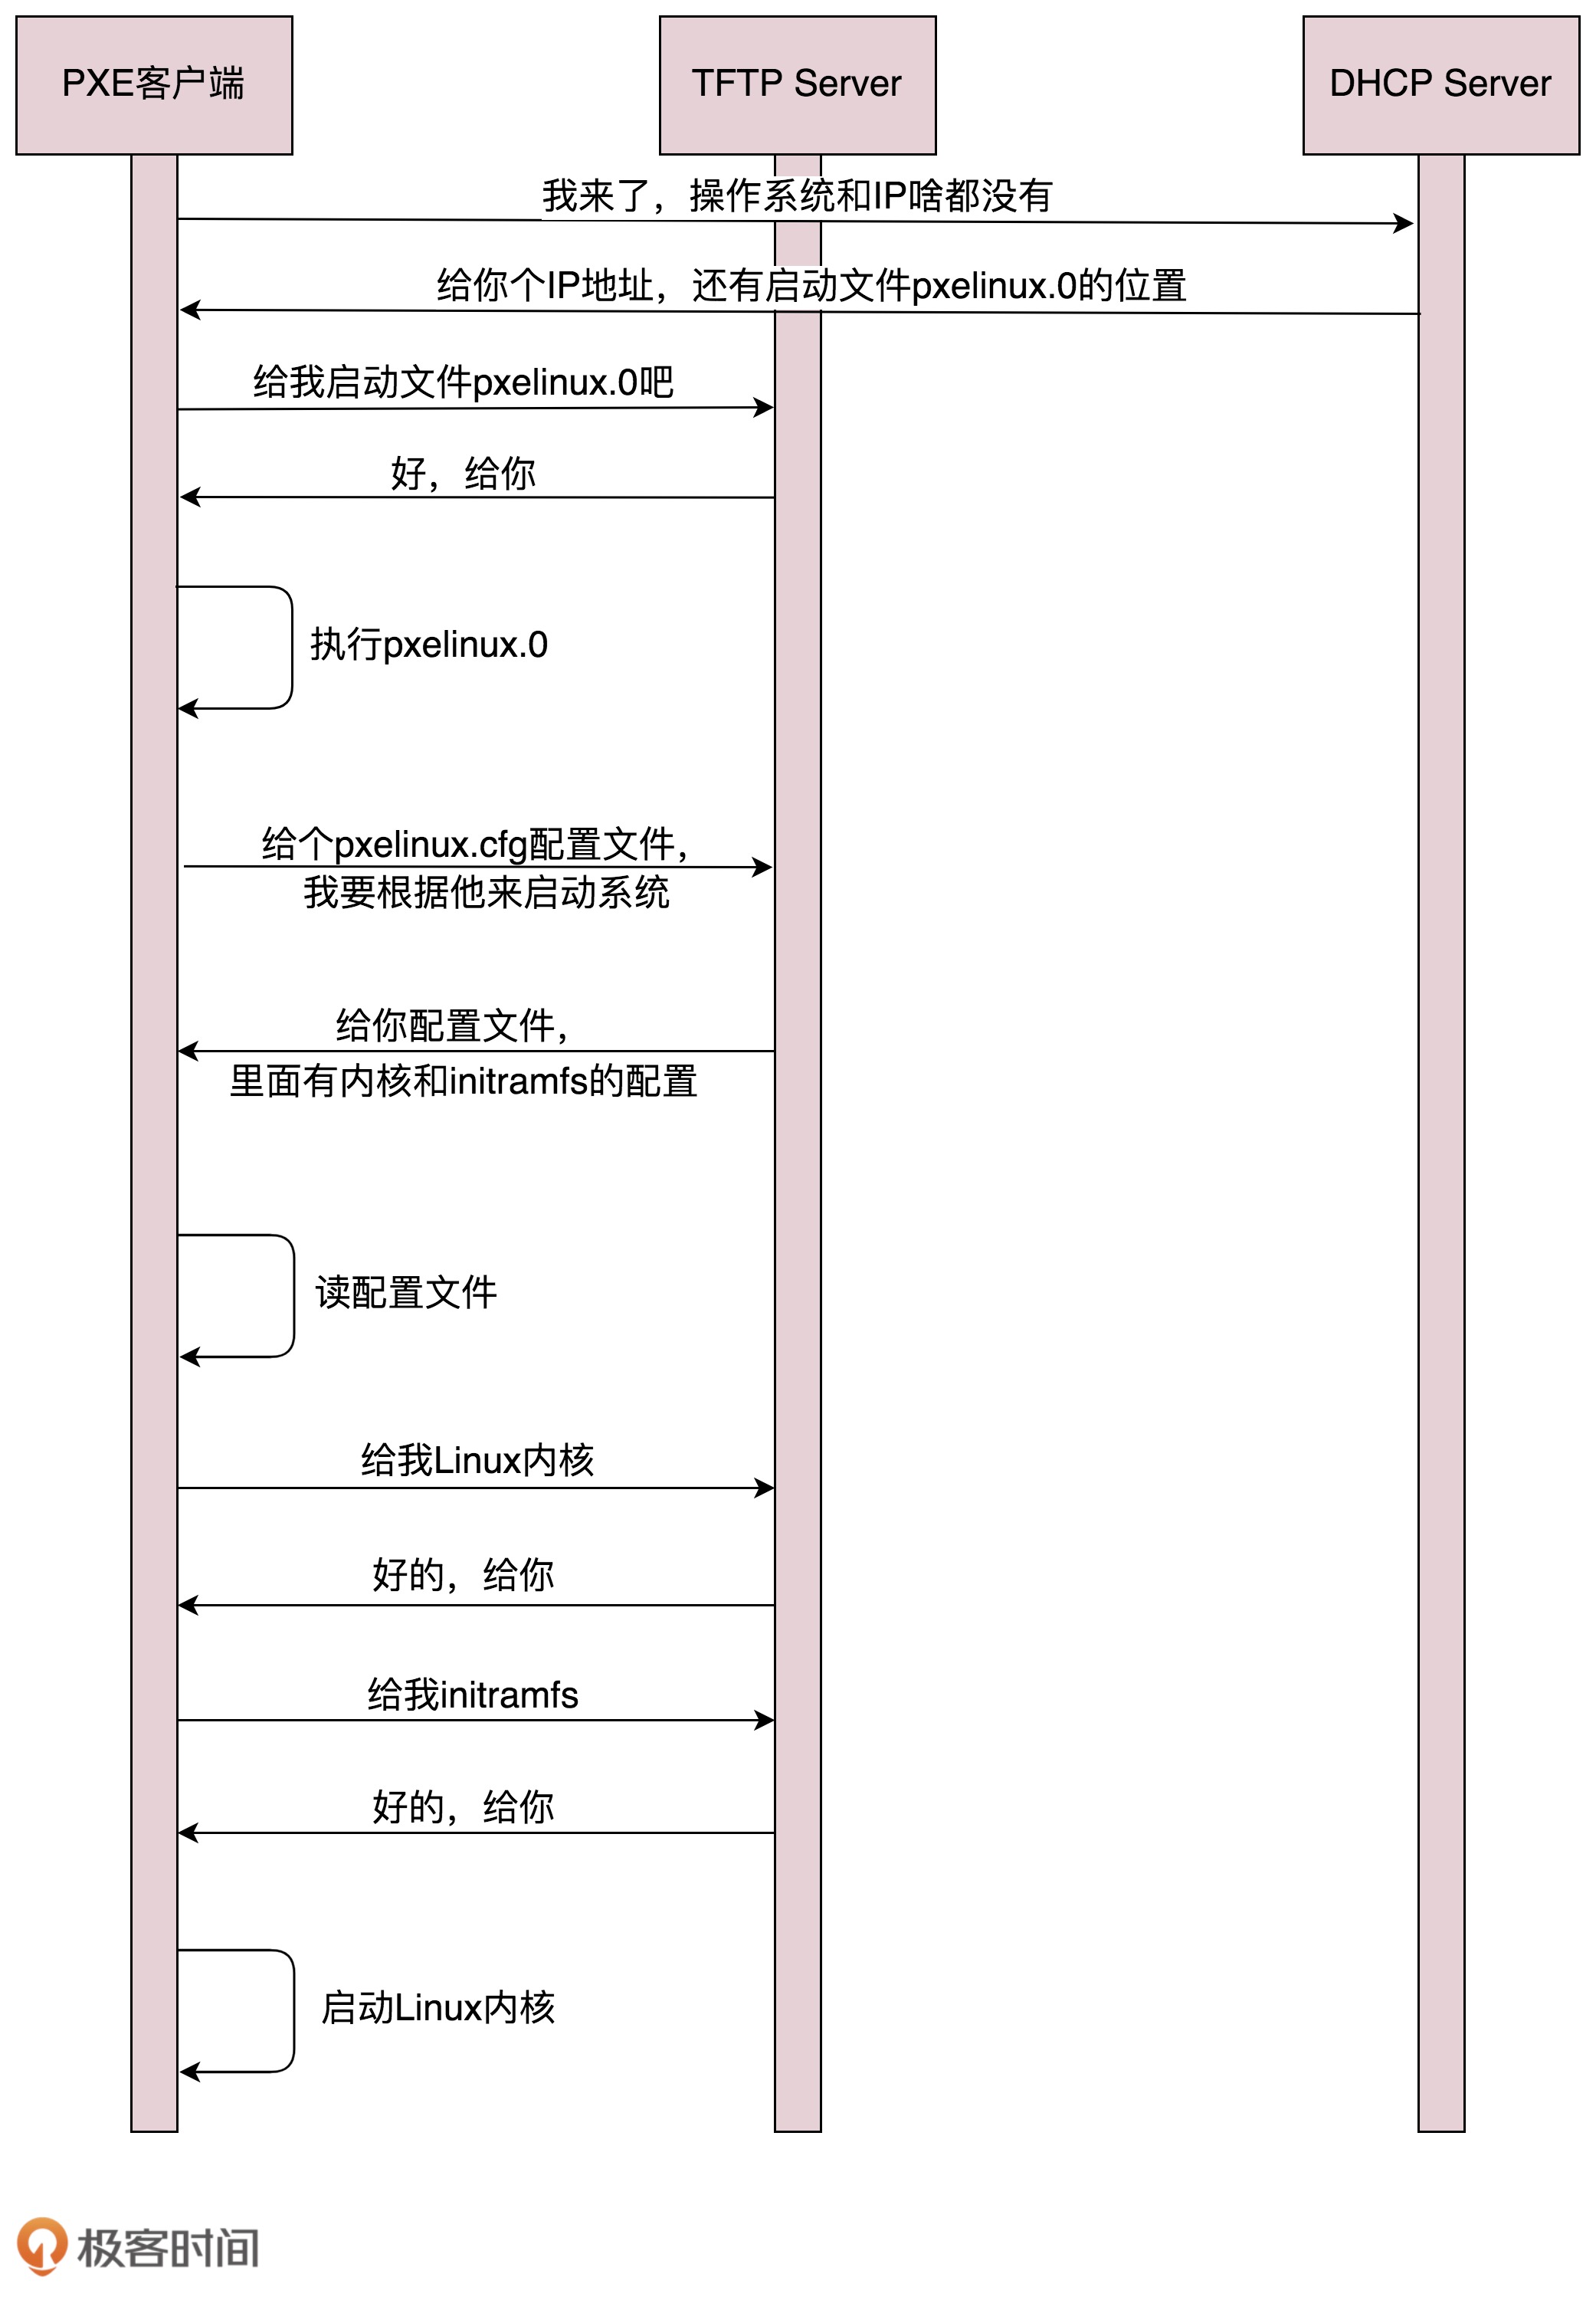 PXE客户端
TFTP Server
DHCP Server
我来了，操作系统和IP啥都没有
给你个IP地址，还有启动文件pxelinux.0的位置
给我启动文件pxelinux.0吧
好，给你
执行pxelinux.0
给个pxelinux.cfg配置文件，
我要根据他来启动系统
给你配置文件，
里面有内核和initramfs的配置
读配置文件
给我Linux内核
好的，给你
给我initramfs
好的，给你
启动Linux内核
极客时间